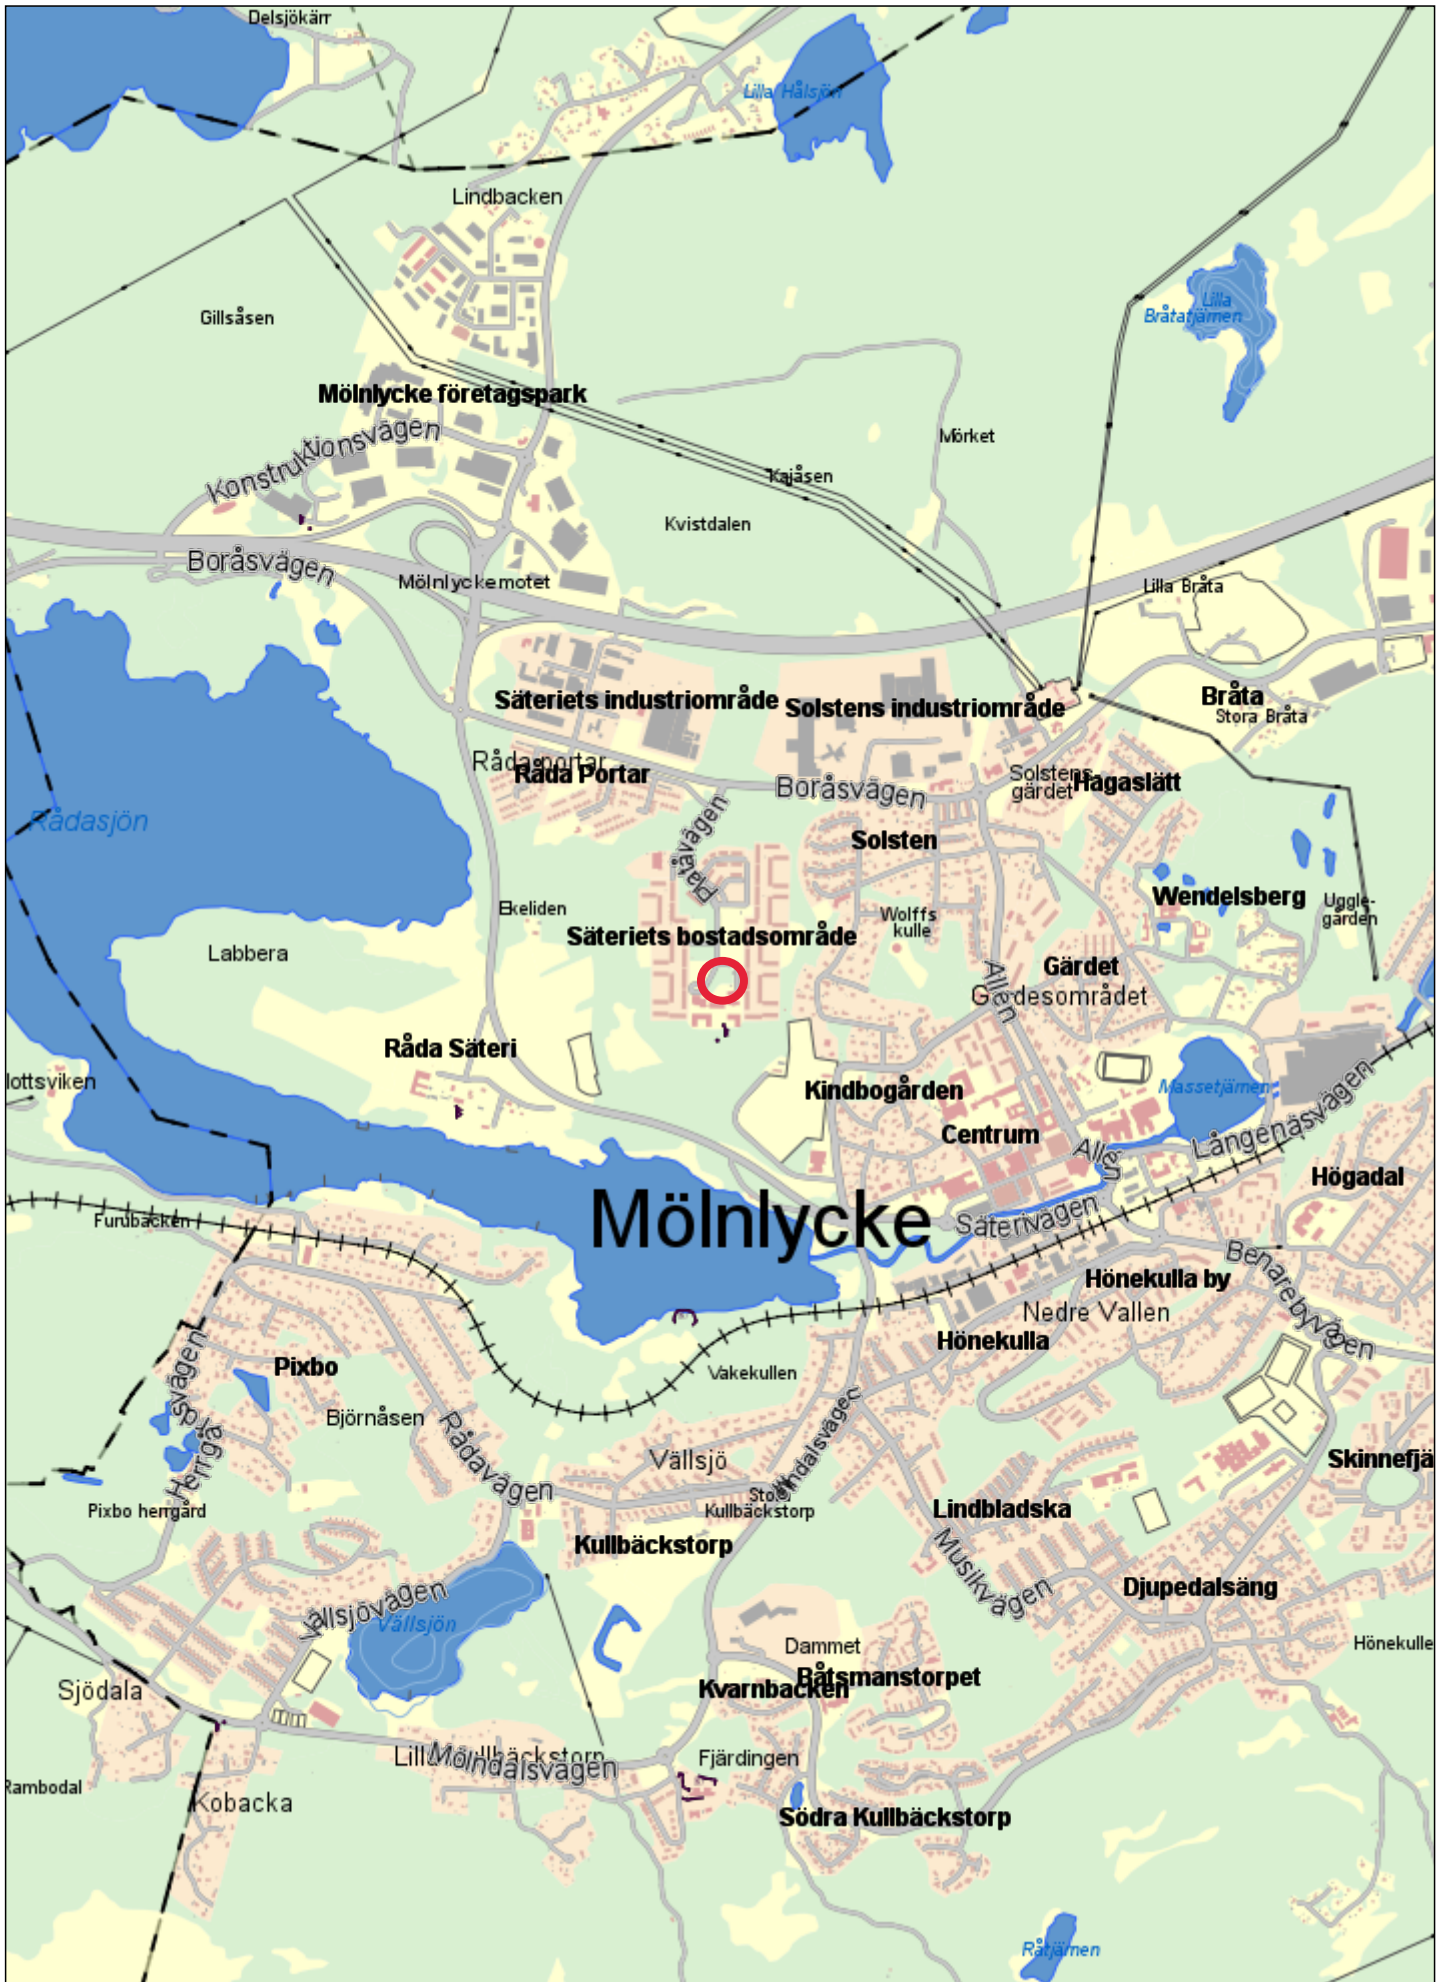 Delsjökärr
Lilla Hålsjön
Lindbacken
Gillsåsen
Lilla
Bråtatjärnen
Mölnlycke företagspark
Konstruktionsvägen
Mörket
Kajåsen
Kvistdalen
Boråsvägen
Mölnlyckemotet
Lilla Bråta
Säteriets industriområde
Solstens industriområde
Bråta
Stora Bråta
Råda portar
Råda Portar
Solstens
gärdet
Hagaslätt
Boråsvägen
Rådasjön
Solsten
Wendelsberg
Uggle-
gården
Ekeliden
Wolffs
kulle
Säteriets bostadsområde
Labbera
Gärdet
Allén
Råda Säteri
lottsviken
Kindbogården
Massetjärnen
Långenäsvägen
Centrum
Allén
Högadal
Mölnlycke
Säterivägen
Furubacken
Benarebyvägen
Hönekulla by
Nedre Vallen
Hönekulla
Pixbo
Vakekullen
Björnåsen
Rådavägen
Vällsjö
Skinnefjä
Kullbäckstorp
Pixbo herrgård
Lindbladska
Kullbäckstorp
Musikvägen
Djupedalsäng
Vällsjövägen
Vällsjön
Dammet
Hönekulle
Båtsmanstorpet
Kvarnbacken
Sjödala
Fjärdingen
Mölndalsvägen
Rambodal
Kobacka
Södra Kullbäckstorp
Råtjärnen